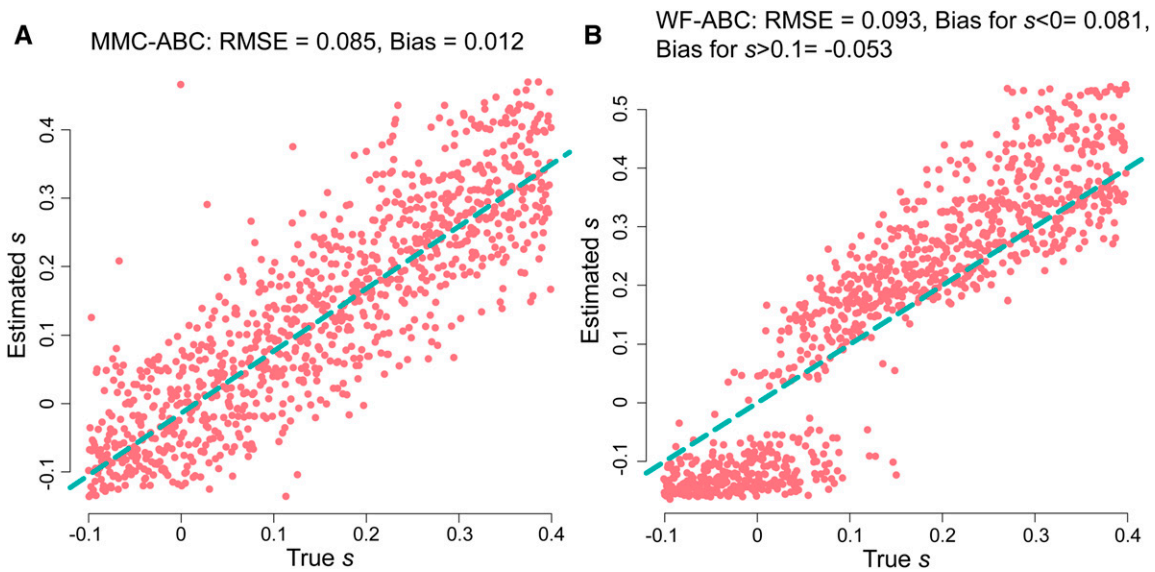 A
MMC-ABC: RMSE = 0.085, Bias = 0.012
Estimated s
0.4
0.3
0.2
0.1
0
-0.1
-0.1 0 0.1 0.2 0.3 0.4
True s
B
WF-ABC: RMSE = 0.093, Bias for s<0= 0.081,
Bias for s>0.1= -0.053
Estimated s
0.5
0.4
0.3
0.2
0.1
0
-0.1
-0.1 0 0.1 0.2 0.3 0.4
True s